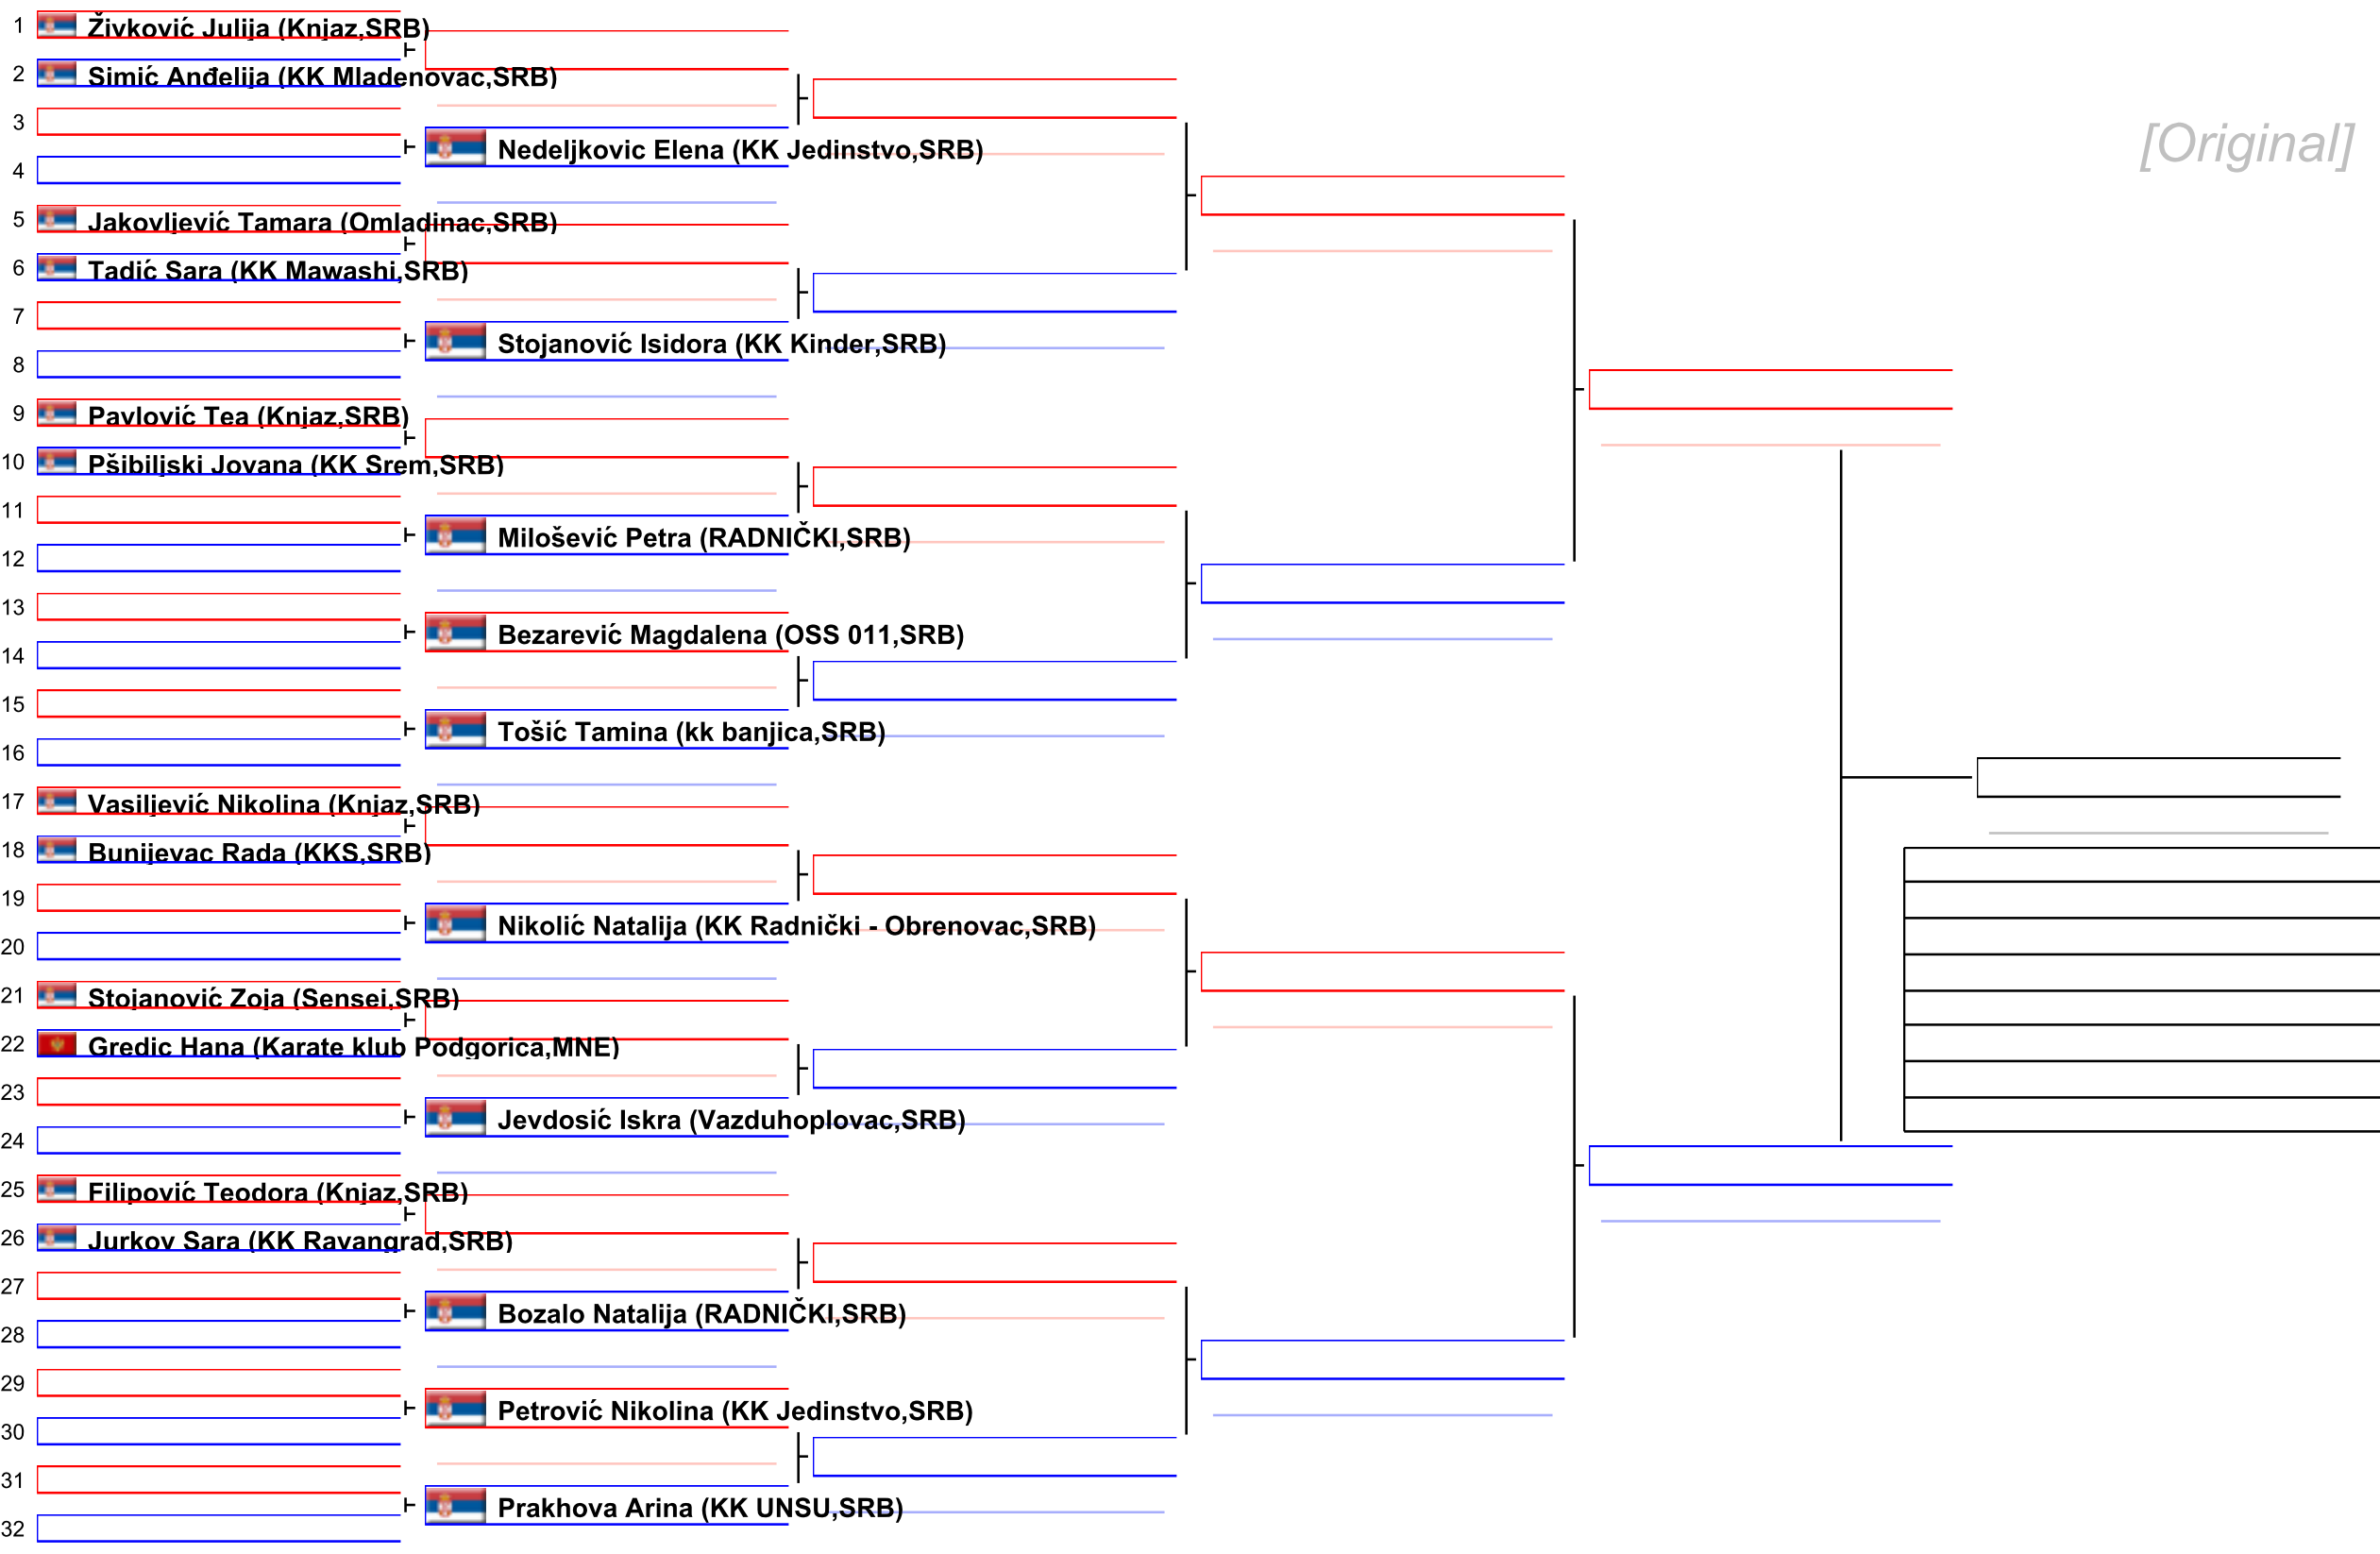 1 Živković Julija (Knjaz,SRB)
2 Simić Anđelija (KK Mladenovac,SRB)
3
[Original]
Nedeljkovic Elena (KK Jedinstvo,SRB)
4
5 Jakovljević Tamara (Omladinac,SRB)
6 Tadić Sara (KK Mawashi,SRB)
7
Stojanović Isidora (KK Kinder,SRB)
8
9 Pavlović Tea (Knjaz,SRB)
10 Pšibiljski Jovana (KK Srem,SRB)
11
Milošević Petra (RADNIČKI,SRB)
12
13
Bezarević Magdalena (OSS 011,SRB)
14
15
Tošić Tamina (kk banjica,SRB)
16
17 Vasiljević Nikolina (Knjaz,SRB)
18 Bunijevac Rada (KKS,SRB)
19
Nikolić Natalija (KK Radnički - Obrenovac,SRB)
20
21 Stojanović Zoja (Sensei,SRB)
22 Gredic Hana (Karate klub Podgorica,MNE)
23
Jevdosić Iskra (Vazduhoplovac,SRB)
24
25 Filipović Teodora (Knjaz,SRB)
26 Jurkov Sara (KK Ravangrad,SRB)
27
Bozalo Natalija (RADNIČKI,SRB)
28
29
Petrović Nikolina (KK Jedinstvo,SRB)
30
31
Prakhova Arina (KK UNSU,SRB)
32